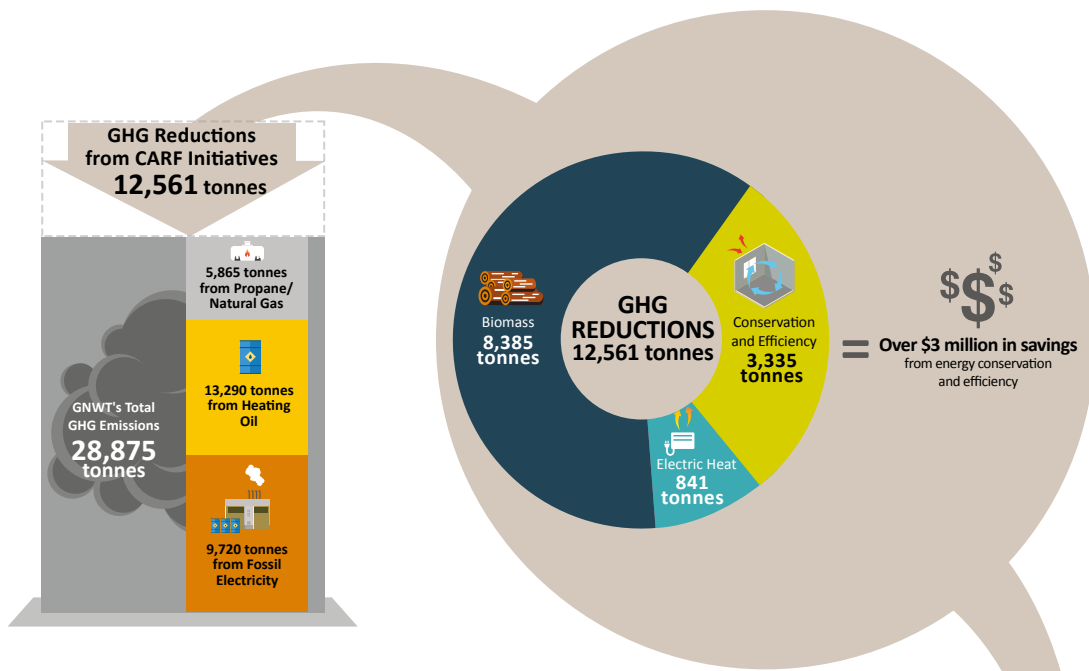 GHG Reductions
from CARF Initiatives
12,561 tonnes
5,865 tonnes
from Propane/
Natural Gas
13,290 tonnes
from Heating
Oil
GNWT's Total
GHG Emissions
28,875
tonnes
9,720 tonnes
from Fossil
Electricity
Biomass
8,385
tonnes
GHG
REDUCTIONS
12,561 tonnes
Conservation
and Efficiency
3,335
tonnes
Electric Heat
841
tonnes
=
$ $ $ $
Over $3 million in savings
from energy conservation
and efficiency